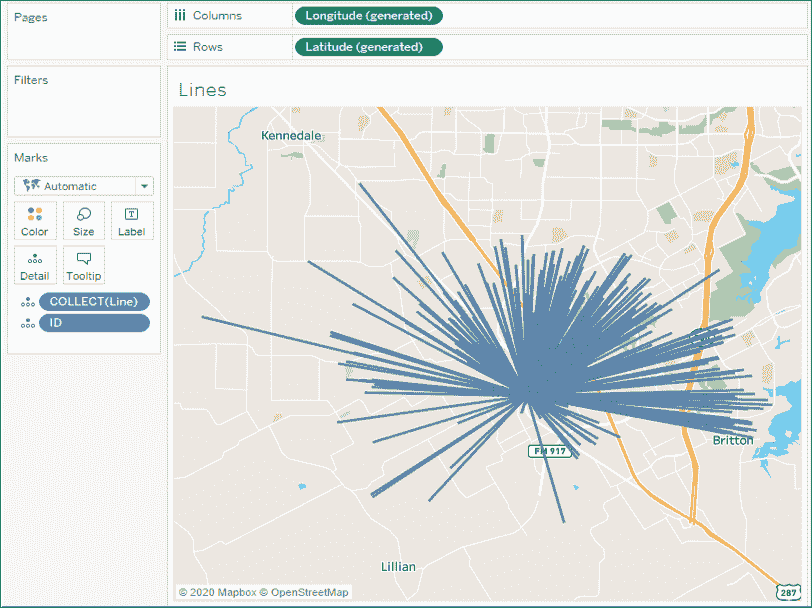 Pages
Columns
Longitude (generated)
Rows
Latitude (generated)
Filters
Marks
Automatic
Color
Size
Label
Detail
Tooltip
COLLECT(Line)
ID
Lines
Kennedale
Britton
FM 917
Lillian
© 2020 Mapbox © OpenStreetMap
287